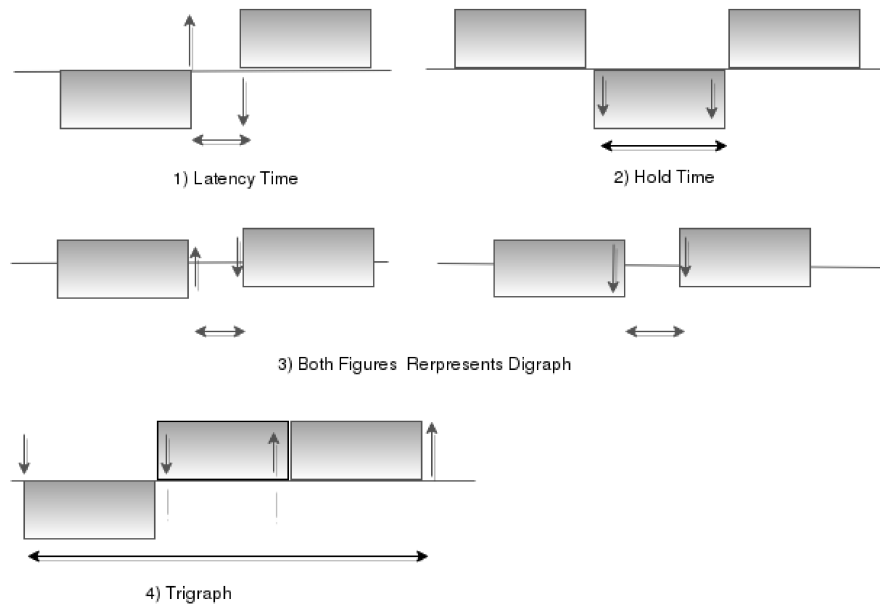 1) Latency Time
2) Hold Time
3) Both Figures Rerpresents Digraph
4) Trigraph